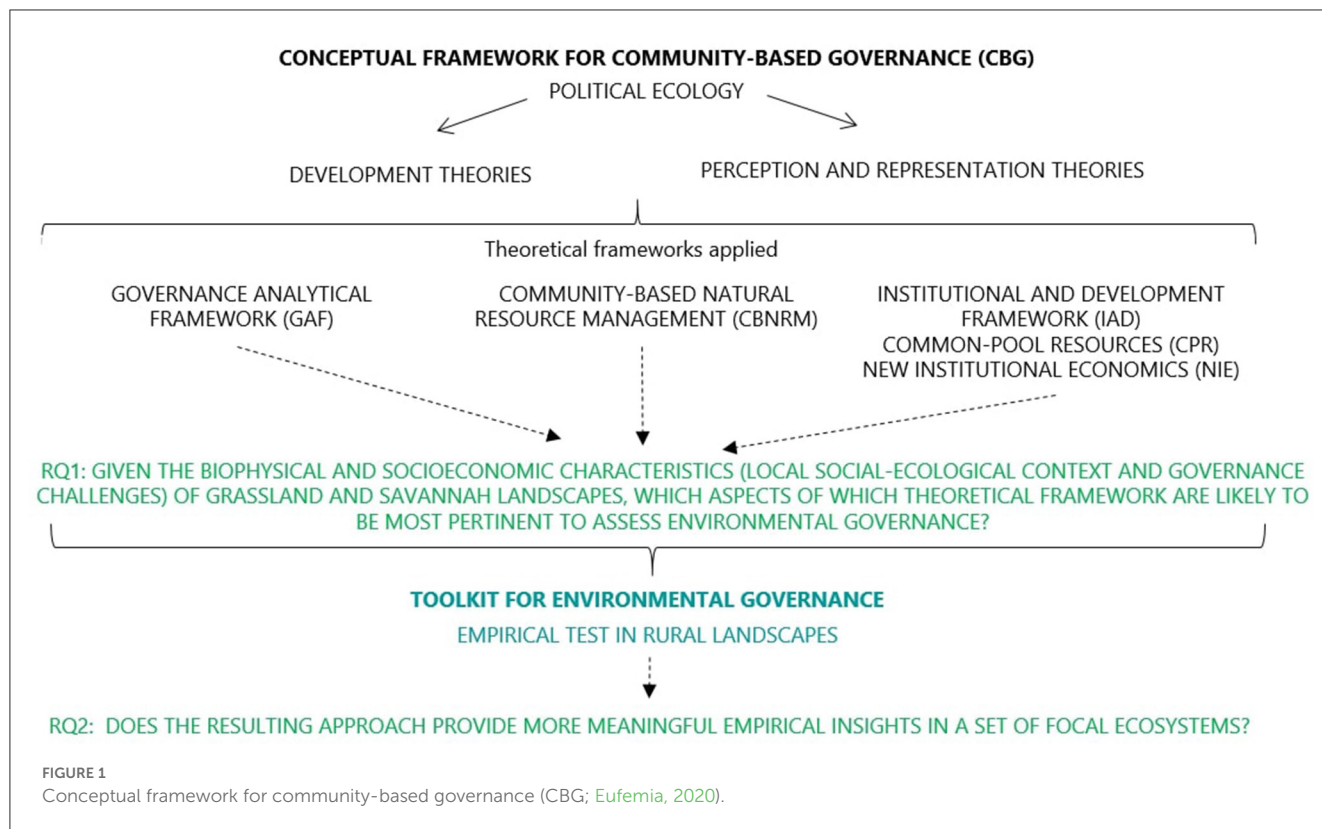 CONCEPTUAL FRAMEWORK FOR COMMUNITY-BASED GOVERNANCE (CBG)
POLITICAL ECOLOGY
DEVELOPMENT THEORIES
PERCEPTION AND REPRESENTATION THEORIES
Theoretical frameworks applied
GOVERNANCE ANALYTICAL
FRAMEWORK (GAF)
COMMUNITY-BASED NATURAL
RESOURCE MANAGEMENT (CBNRM)
INSTITUTIONAL AND DEVELOPMENT
FRAMEWORK (IAD)
COMMON-POOL RESOURCES (CPR)
NEW INSTITUTIONAL ECONOMICS (NIE)
RQ1: GIVEN THE BIOPHYSICAL AND SOCIOECONOMIC CHARACTERISTICS (LOCAL SOCIAL-ECOLOGICAL CONTEXT AND GOVERNANCE
CHALLENGES) OF GRASSLAND AND SAVANNAH LANDSCAPES, WHICH ASPECTS OF WHICH THEORETICAL FRAMEWORK ARE LIKELY TO
BE MOST PERTINENT TO ASSESS ENVIRONMENTAL GOVERNANCE?
TOOLKIT FOR ENVIRONMENTAL GOVERNANCE
EMPIRICAL TEST IN RURAL LANDSCAPES
RQ2: DOES THE RESULTING APPROACH PROVIDE MORE MEANINGFUL EMPIRICAL INSIGHTS IN A SET OF FOCAL ECOSYSTEMS?
FIGURE 1
Conceptual framework for community-based governance (CBG; Eufemia, 2020).